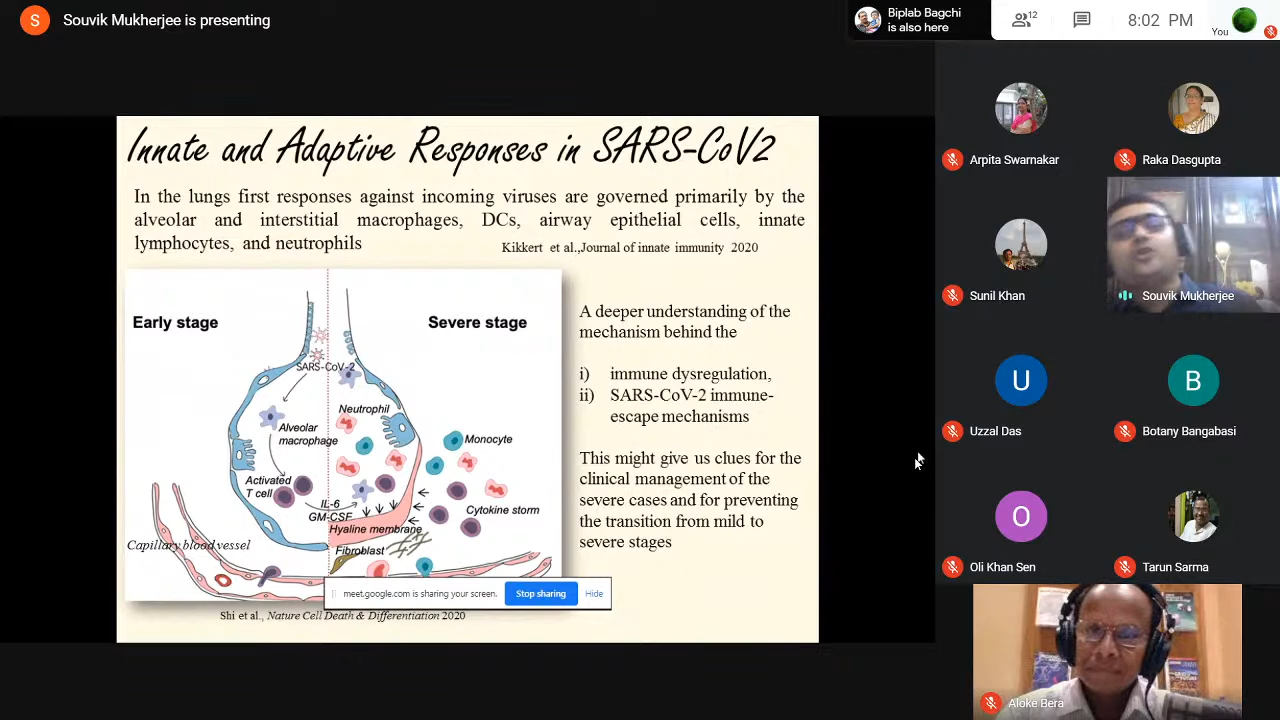 S
Souvik Mukherjee is presenting
Biplab Bagchi
is also here
12
8:02 PM
You
Innate and Adaptive Responses in SARS-CoV2
In the lungs first responses against incoming viruses are governed primarily by the
alveolar and interstitial macrophages, DCs, airway epithelial cells, innate
lymphocytes, and neutrophils
Kikkert et al.,Journal of innate immunity 2020
Early stage
Severe stage
SARS-CoV-2
Neutrophil
Alveolar
macrophage
Monocyte
Activated
T cell
IL-6
GM-CSF
Cytokine storm
Hyaline membrane
Capillary blood vessel
Fibroblast
A deeper understanding of the
mechanism behind the
i) immune dysregulation,
ii) SARS-CoV-2 immune-
escape mechanisms
This might give us clues for the
clinical management of the
severe cases and for preventing
the transition from mild to
severe stages
meet.google.com is sharing your screen.
Stop sharing
Hide
Shi et al., Nature Cell Death & Differentiation 2020
Arpita Swarnakar
Raka Dasgupta
Sunil Khan
Souvik Mukherjee
U
Uzzal Das
B
Botany Bangabasi
O
Oli Khan Sen
Tarun Sarma
Aloke Bera